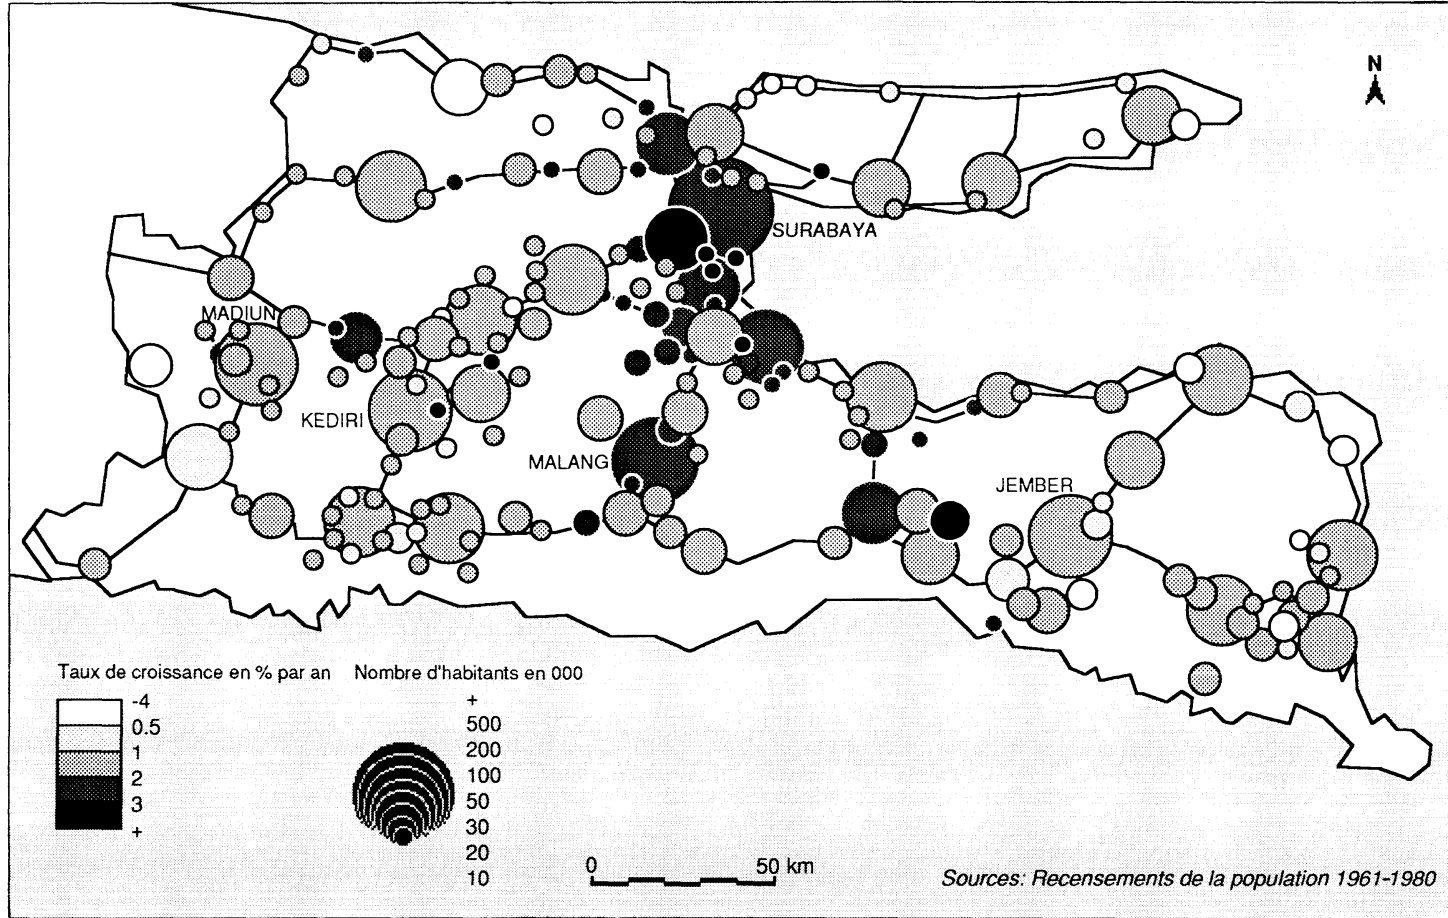 N
SURABAYA
MADIUN
KEDIRI
MALANG
JEMBER
Taux de croissance en % par an
-4
0.5
1
2
3
+
Nombre d'habitants en 000
+
500
200
100
50
30
20
10
0 50 km
Sources: Recensements de la population 1961-1980